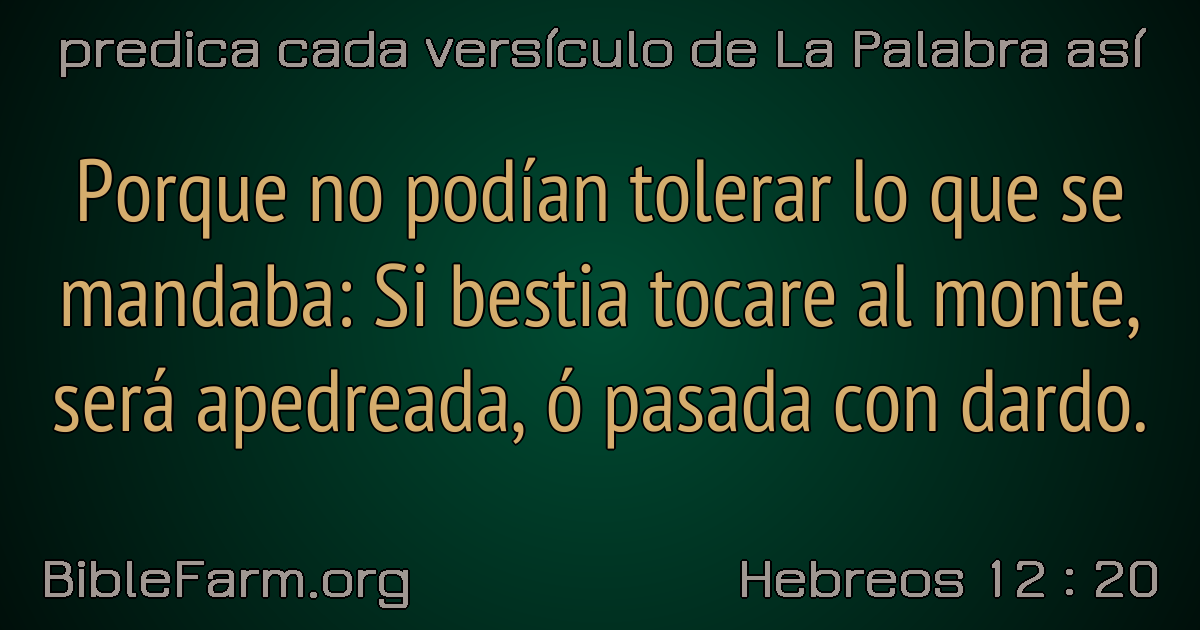 predica cada versículo de La Palabra así
Porque no podían tolerar lo que se
mandaba: Si bestia tocare al monte,
será apedreada, ó pasada con dardo.
BibleFarm.org
Hebreos 12 : 20